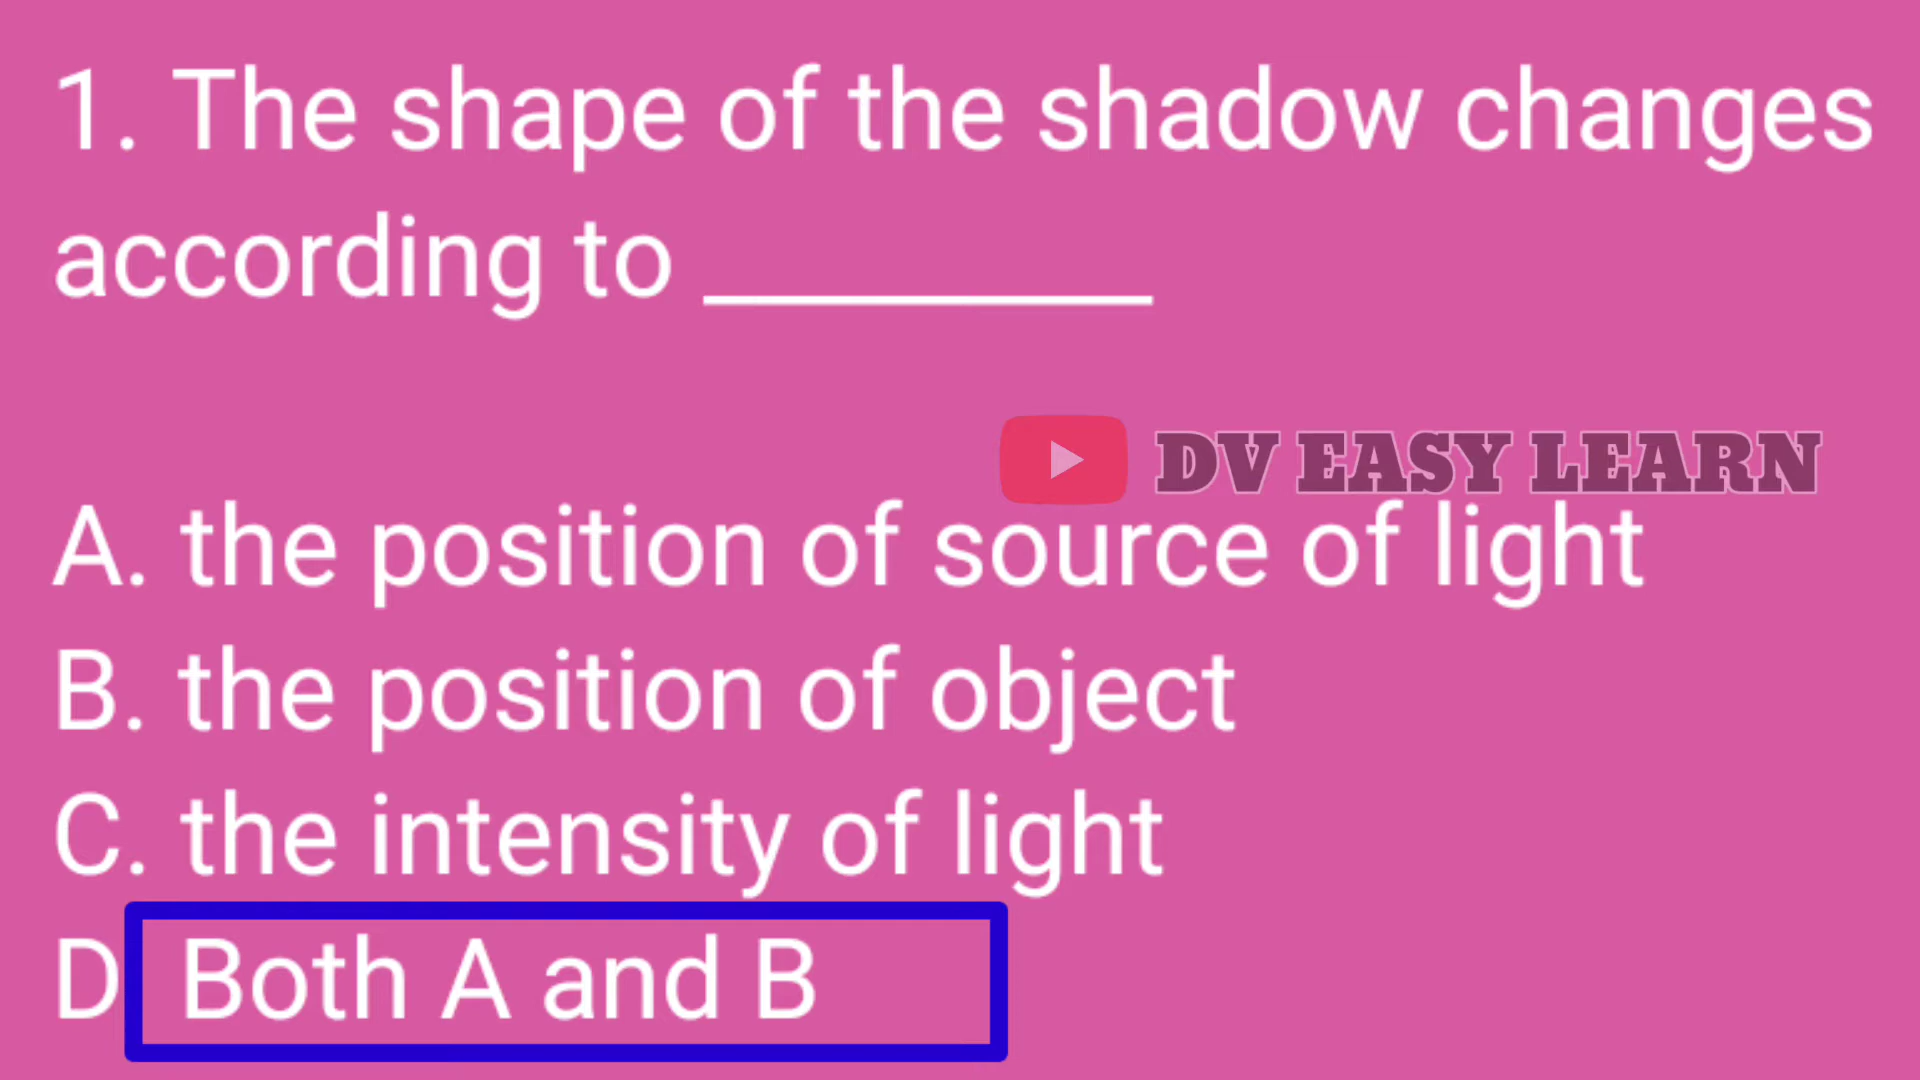 1. The shape of the shadow changes
according to ________
DV EASY LEARN
A. the position of source of light
B. the position of object
C. the intensity of light
D Both A and B